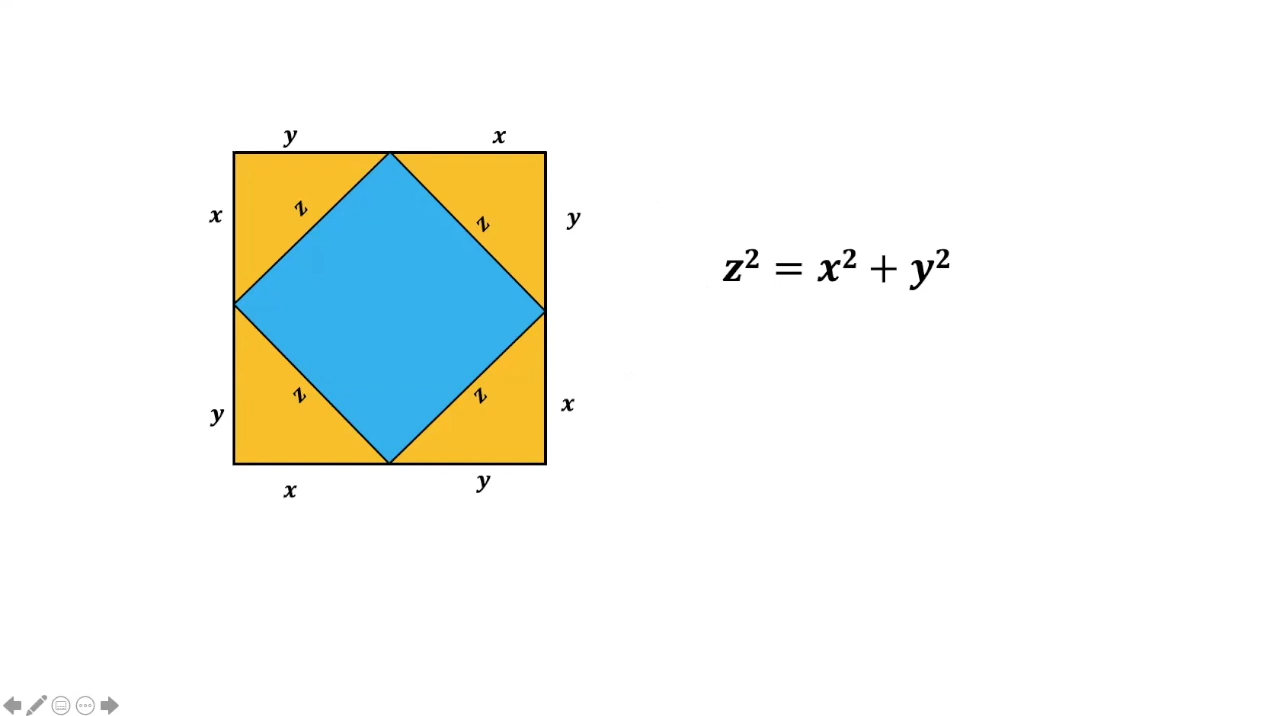 y x
x z z y
z² = x² + y²
y z z x
x y